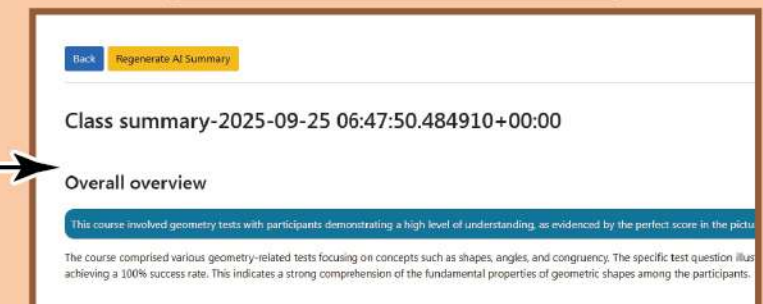 Back Regenerate AI Summary
Class summary-2025-09-25 06:47:50.484910+00:00
Overall overview
This course involved geometry tests with participants demonstrating a high level of understanding, as evidenced by the perfect score in the
The course comprised various geometry-related tests focusing on concepts such as shapes, angles, and congruency. The specific test question
achieving a 100% success rate. This indicates a strong comprehension of the fundamental properties of geometric shapes among the participants.